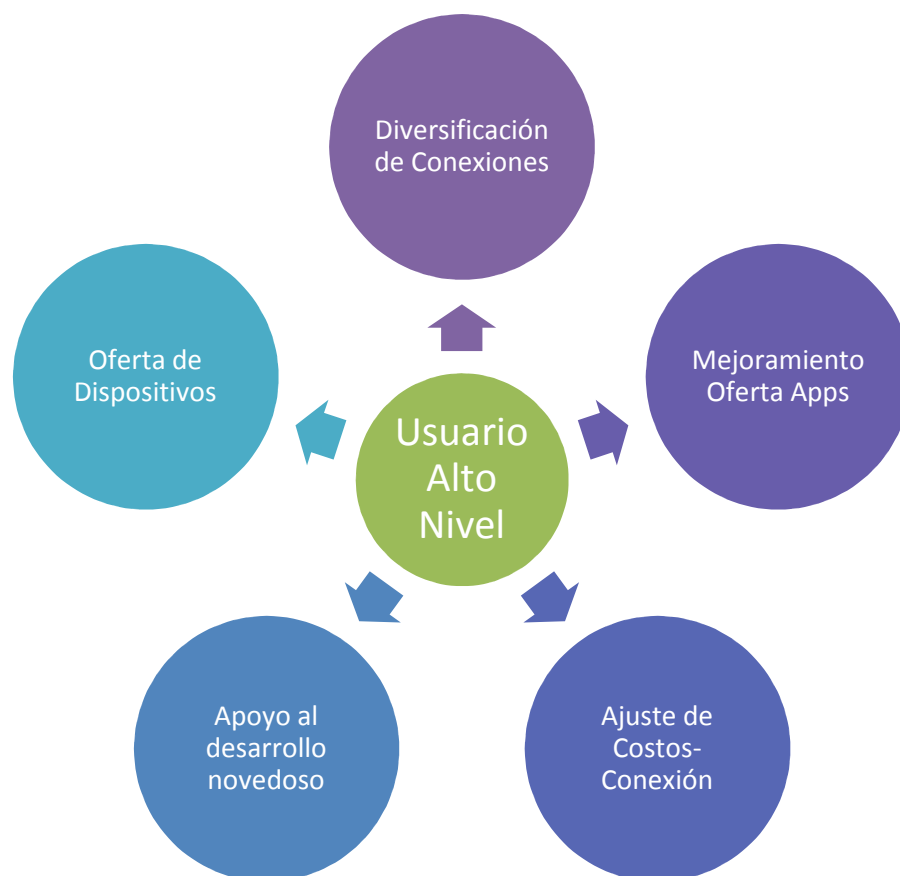 Diversificación
de Conexiones
Oferta de
Dispositivos
Mejoramiento
Oferta Apps
Usuario
Alto
Nivel
Apoyo al
desarrollo
novedoso
Ajuste de
Costos-
Conexión